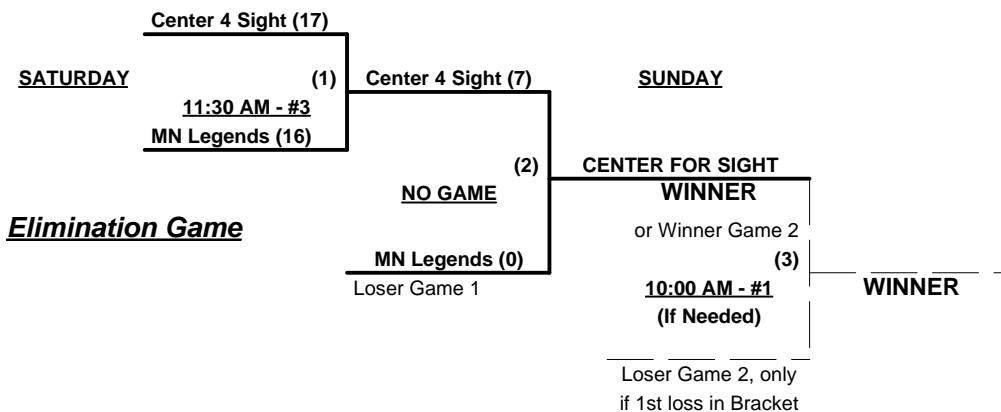 Center 4 Sight (17)
SATURDAY
(1)
Center 4 Sight (7)
SUNDAY
11:30 AM - #3
MN Legends (16)
(2)
CENTER FOR SIGHT
NO GAME
WINNER
Elimination Game
or Winner Game 2
MN Legends (0)
(3)
Loser Game 1
10:00 AM - #1
WINNER
(If Needed)
Loser Game 2, only
if 1st loss in Bracket